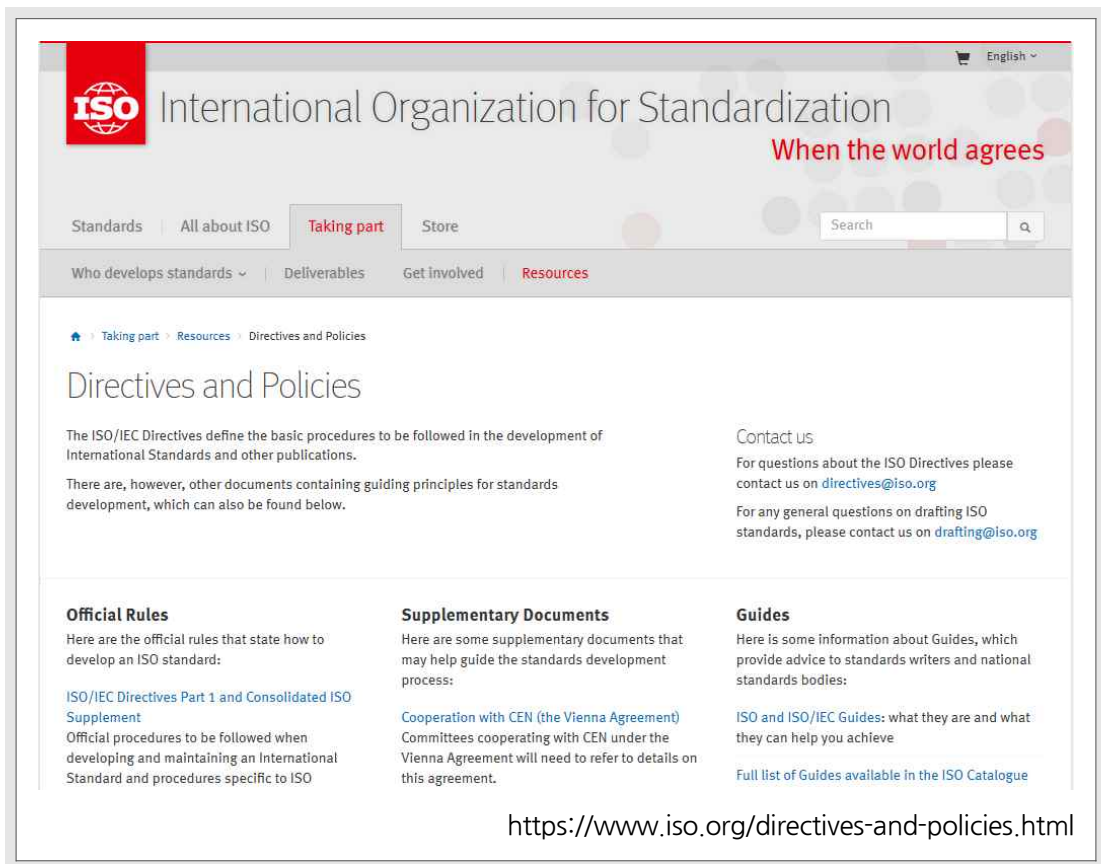 English
ISO
International Organization for Standardization
When the world agrees
Standards
All about ISO
Taking part
Store
Search
Who develops standards
Deliverables
Get involved
Resources
Taking part
Resources
Directives and Policies
Directives and Policies
The ISO/IEC Directives define the basic procedures to be followed in the development of
International Standards and other publications.
There are, however, other documents containing guiding principles for standards
development, which can also be found below.
Contact us
For questions about the ISO Directives please
contact us on directives@iso.org
For any general questions on drafting ISO
standards, please contact us on drafting@iso.org
Official Rules
Here are the official rules that state how to
develop an ISO standard:
ISO/IEC Directives Part 1 and Consolidated ISO
Supplement
Official procedures to be followed when
developing and maintaining an International
Standard and procedures specific to ISO
Supplementary Documents
Here are some supplementary documents that
may help guide the standards development
process:
Cooperation with CEN (the Vienna Agreement)
Committees cooperating with CEN under the
Vienna Agreement will need to refer to details on
this agreement.
Guides
Here is some information about Guides, which
provide advice to standards writers and national
standards bodies:
ISO and ISO/IEC Guides: what they are and what
they can help you achieve
Full list of Guides available in the ISO Catalogue
https://www.iso.org/directives-and-policies.html